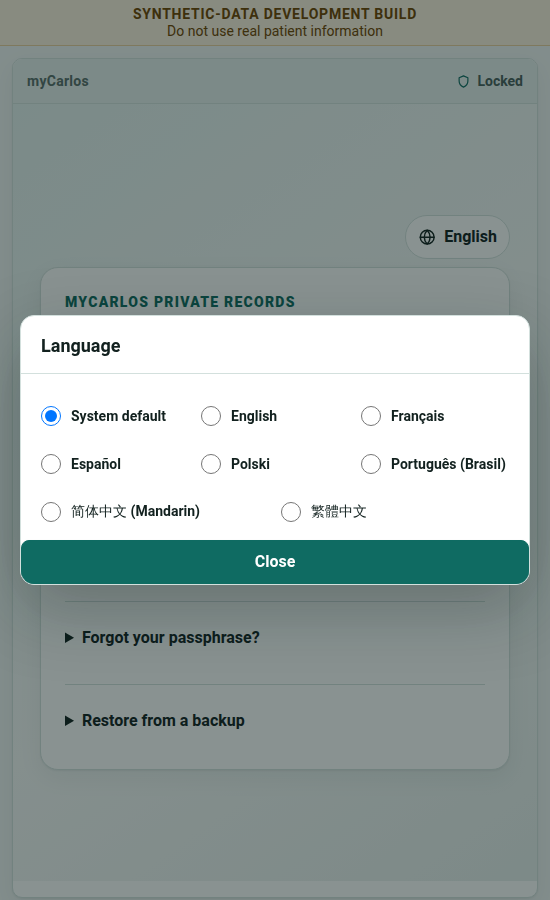 SYNTHETIC-DATA DEVELOPMENT BUILD
Do not use real patient information
myCarlos
Locked
English
MYCARLOS PRIVATE RECORDS
Language
System default
English
Français
Español
Polski
Português (Brasil)
简体中文 (Mandarin)
繁體中文
Close
Forgot your passphrase?
Restore from a backup